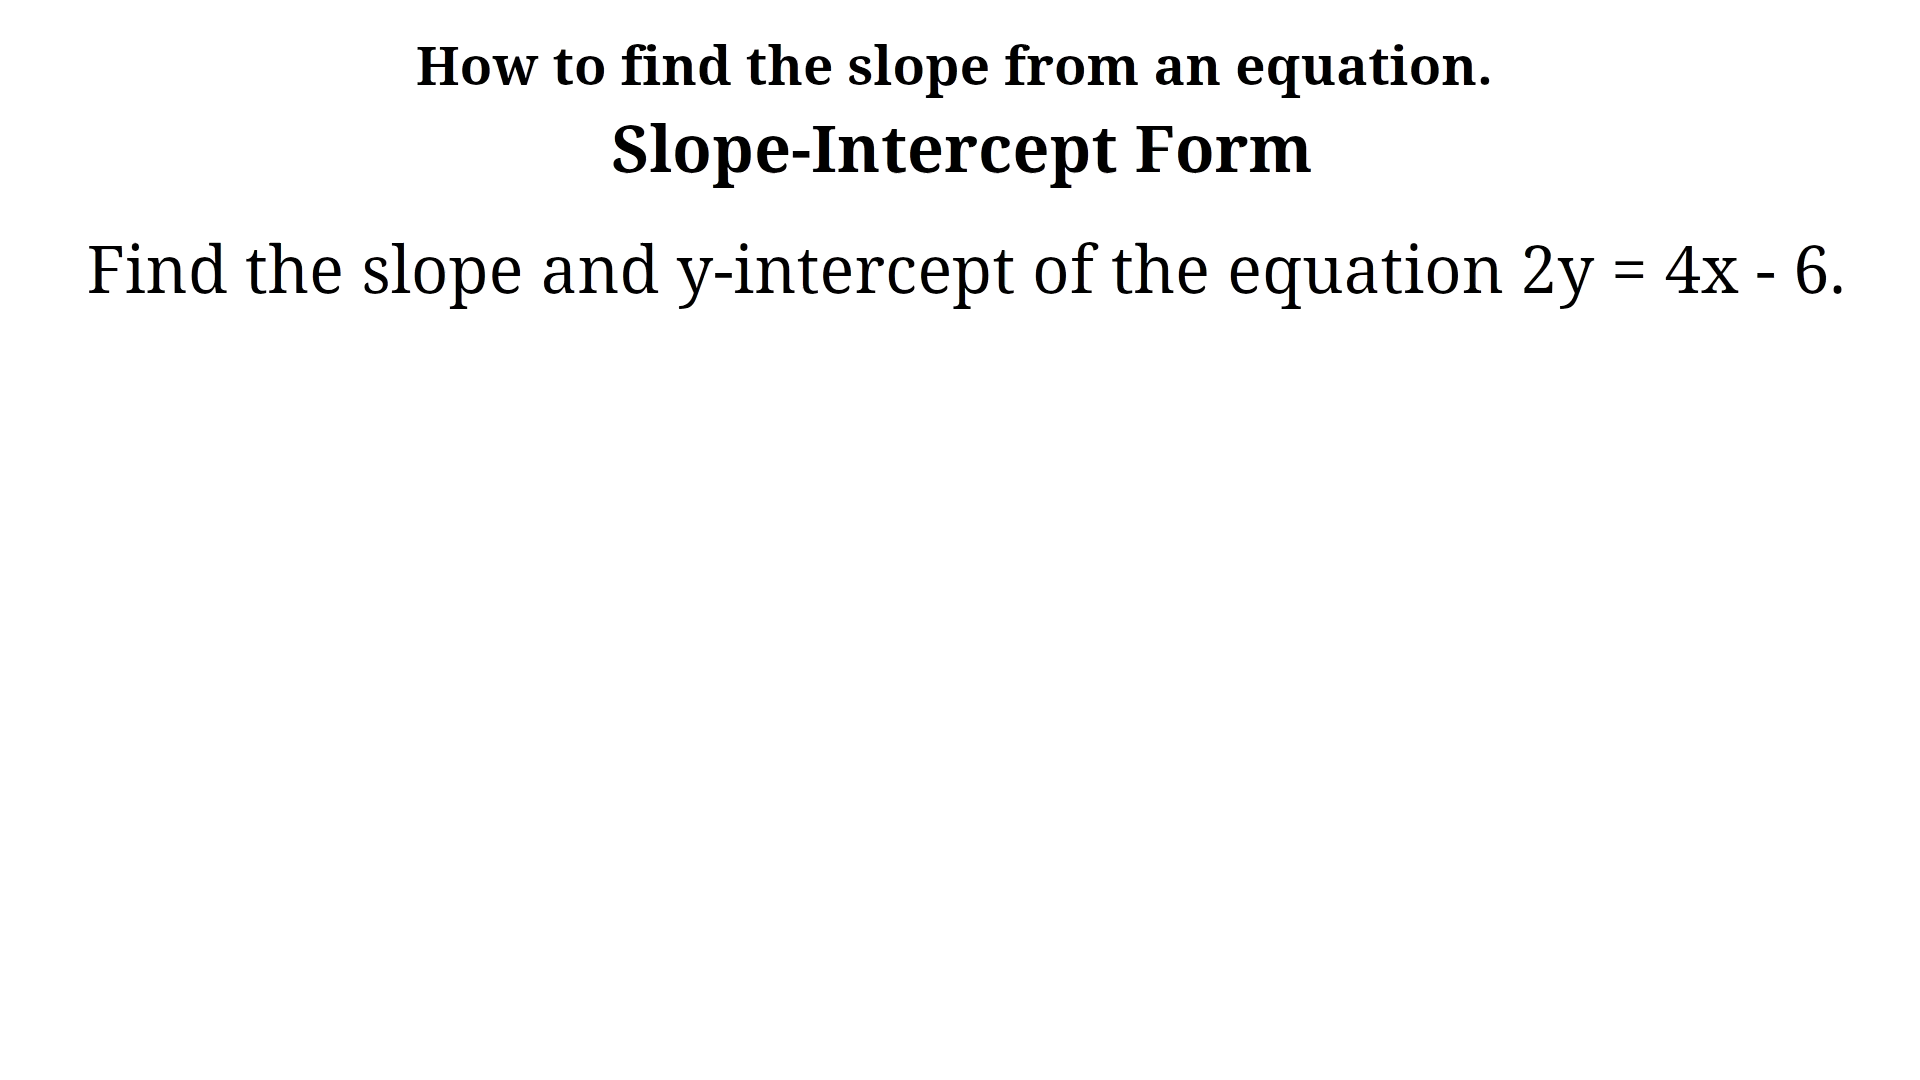 How to find the slope from an equation.
Slope-Intercept Form
Find the slope and y-intercept of the equation 2y = 4x - 6.